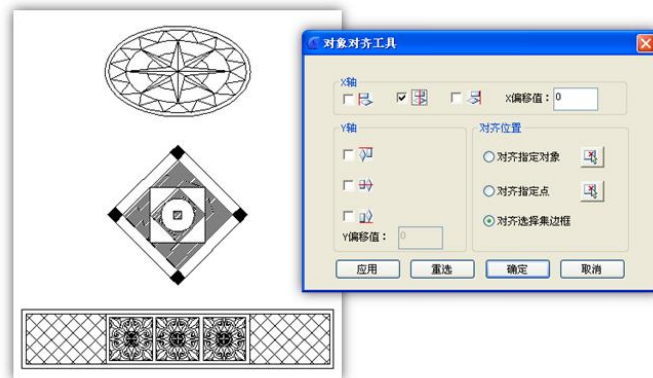 对象对齐工具
X轴
X偏移值： 0
Y轴
Y偏移值： 0
对齐位置
对齐指定对象
对齐指定点
对齐选择集边框
应用 重选 确定 取消